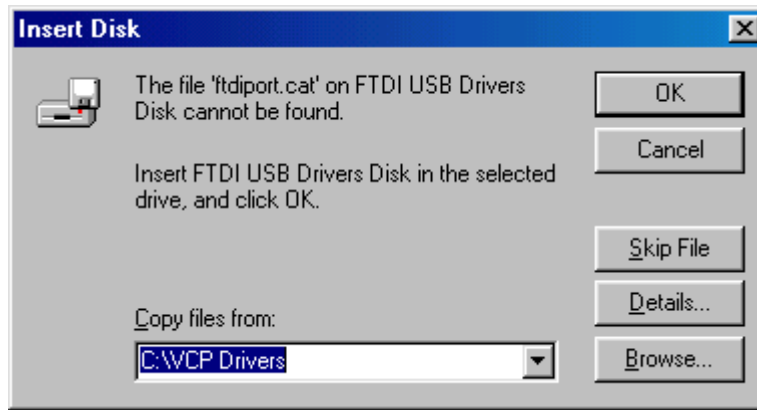 Insert Disk
The file 'ftdiport.cat' on FTDI USB Drivers
Disk cannot be found.
Insert FTDI USB Drivers Disk in the selected
drive, and click OK.
Copy files from:
C:\VCP Drivers
OK
Cancel
Skip File
Details...
Browse...